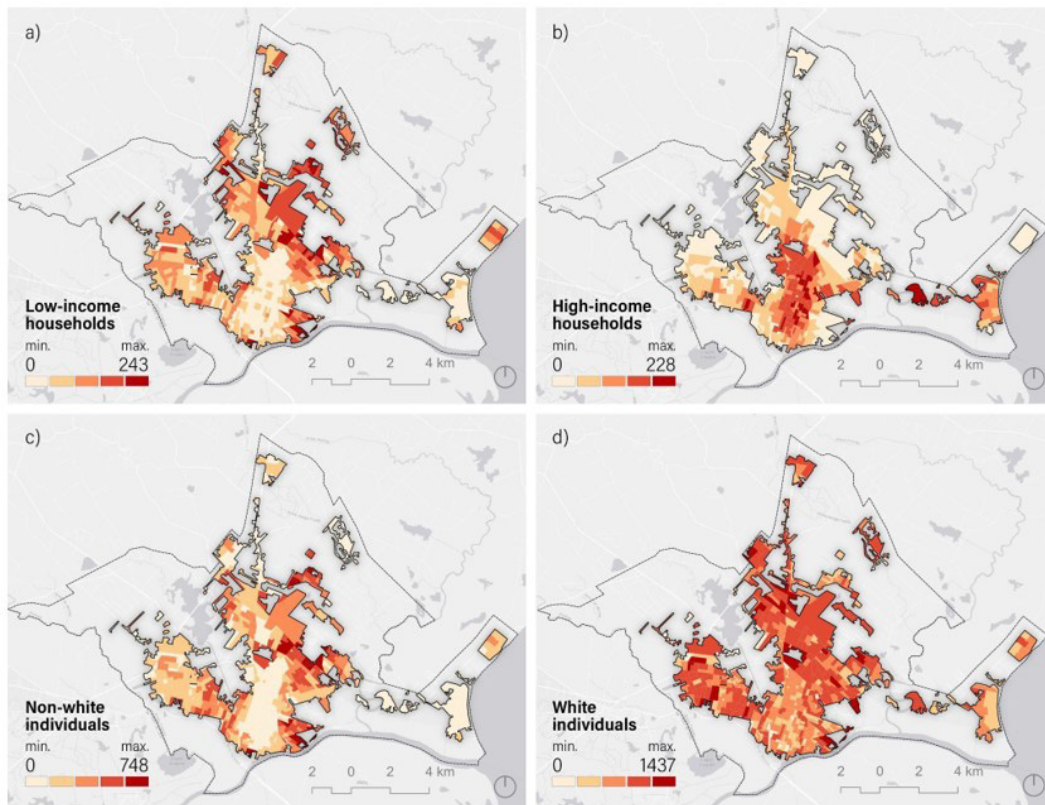 a)
Low-income
households
min. max.
0 243
2 0 2 4 km
b)
High-income
households
min. max.
0 228
2 0 2 4 km
c)
Non-white
individuals
min. max.
0 748
2 0 2 4 km
d)
White
individuals
min. max.
0 1437
2 0 2 4 km